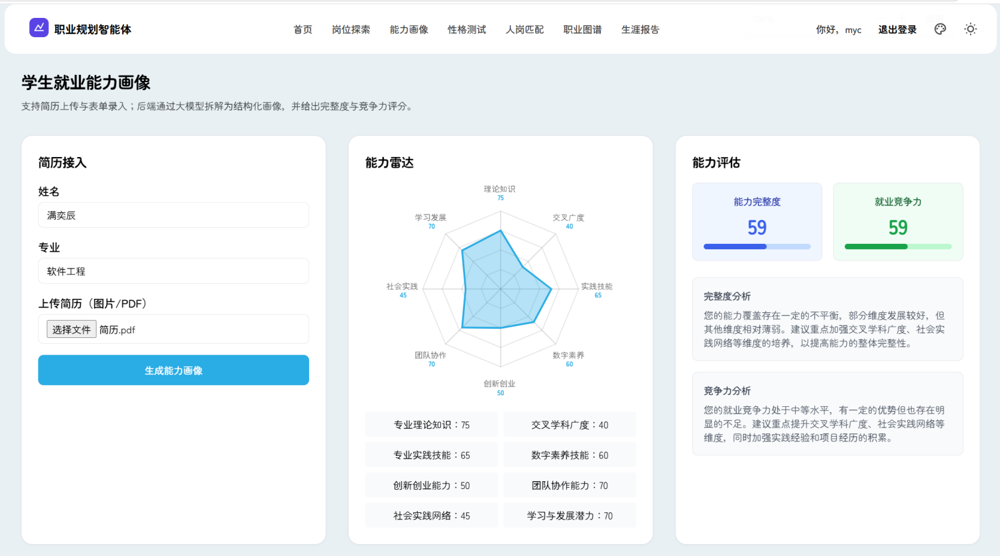 职业规划智能体
首页 岗位探索 能力画像 性格测试 人岗匹配 职业图谱 生涯报告
你好，myc 退出登录
学生就业能力画像
支持简历上传与表单录入；后端通过大模型拆解为结构化画像，并给出完整度与竞争力评分。
简历接入
姓名
满奕辰
专业
软件工程
上传简历（图片/PDF）
选择文件 简历.pdf
生成能力画像
能力雷达
理论知识
75
交叉广度
40
实践技能
65
数字素养
60
创新创业
50
团队协作
70
社会实践
45
学习发展
70
专业理论知识：75
交叉学科广度：40
专业实践技能：65
数字素养技能：60
创新创业能力：50
团队协作能力：70
社会实践网络：45
学习与发展潜力：70
能力评估
能力完整度
59
就业竞争力
59
完整度分析
您的能力覆盖存在一定的不平衡，部分维度发展较好，但
其他维度相对薄弱。建议重点加强交叉学科广度、社会实
践网络等维度的培养，以提高能力的整体完整性。
竞争力分析
您的就业竞争力处于中等水平，有一定的优势但也存在明
显的不足。建议重点提升交叉学科广度、社会实践网络等
维度，同时加强实践经验和项目经历的积累。